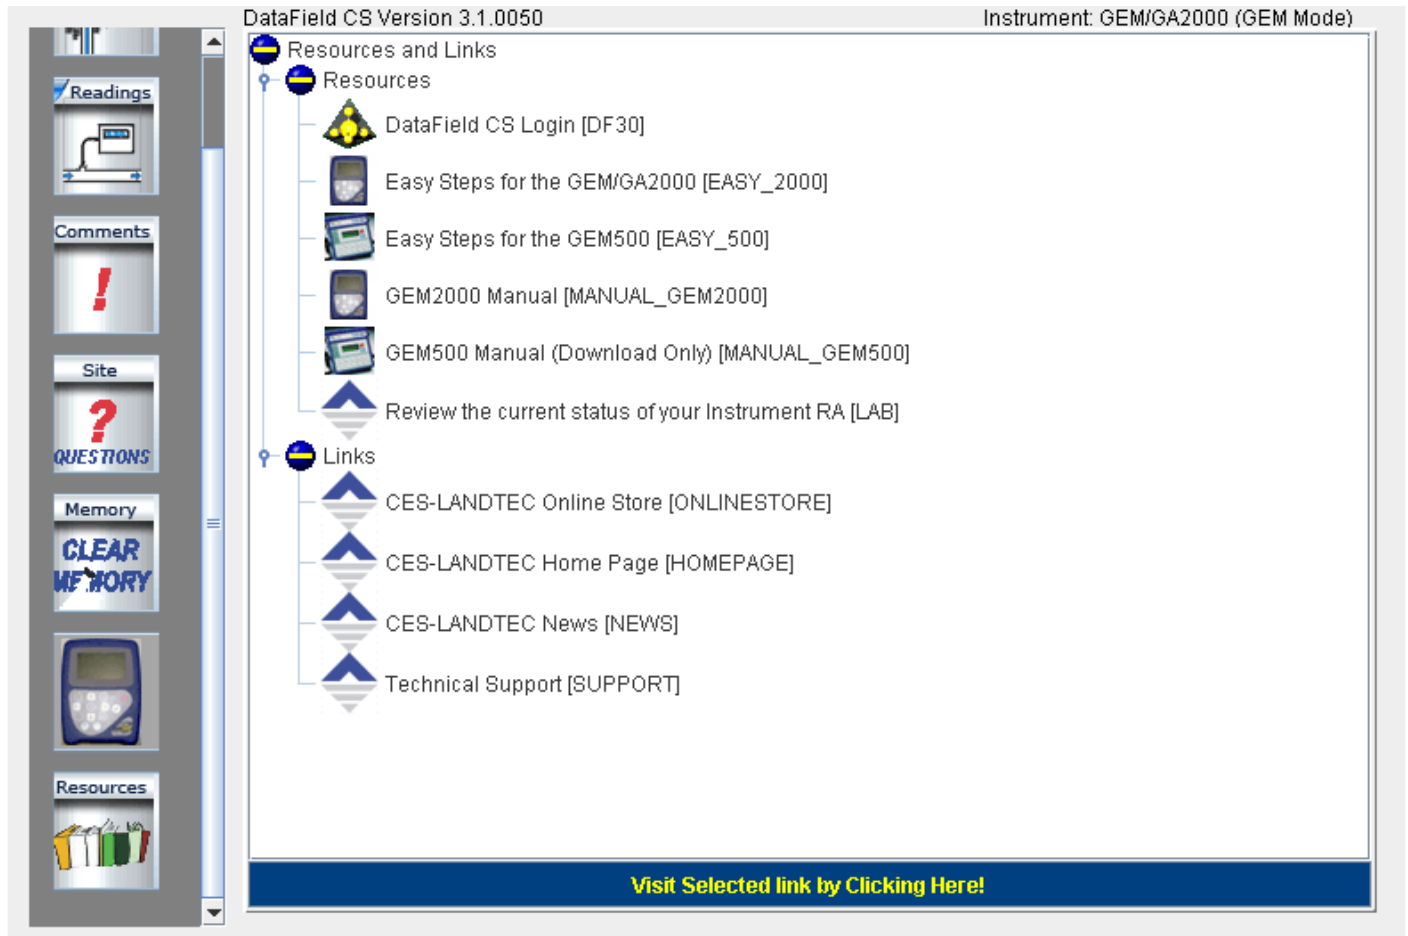 DataField CS Version 3.1.0050
Instrument: GEM/GA2000 (GEM Mode)
Readings
Comments
!
Site
?
QUESTIONS
Memory
CLEAR
MEMORY
Resources
Resources and Links
Resources
DataField CS Login [DF30]
Easy Steps for the GEM/GA2000 [EASY_2000]
Easy Steps for the GEM500 [EASY_500]
GEM2000 Manual [MANUAL_GEM2000]
GEM500 Manual (Download Only) [MANUAL_GEM500]
Review the current status of your Instrument RA [LAB]
Links
CES-LANDTEC Online Store [ONLINESTORE]
CES-LANDTEC Home Page [HOMEPAGE]
CES-LANDTEC News [NEWS]
Technical Support [SUPPORT]
Visit Selected link by Clicking Here!